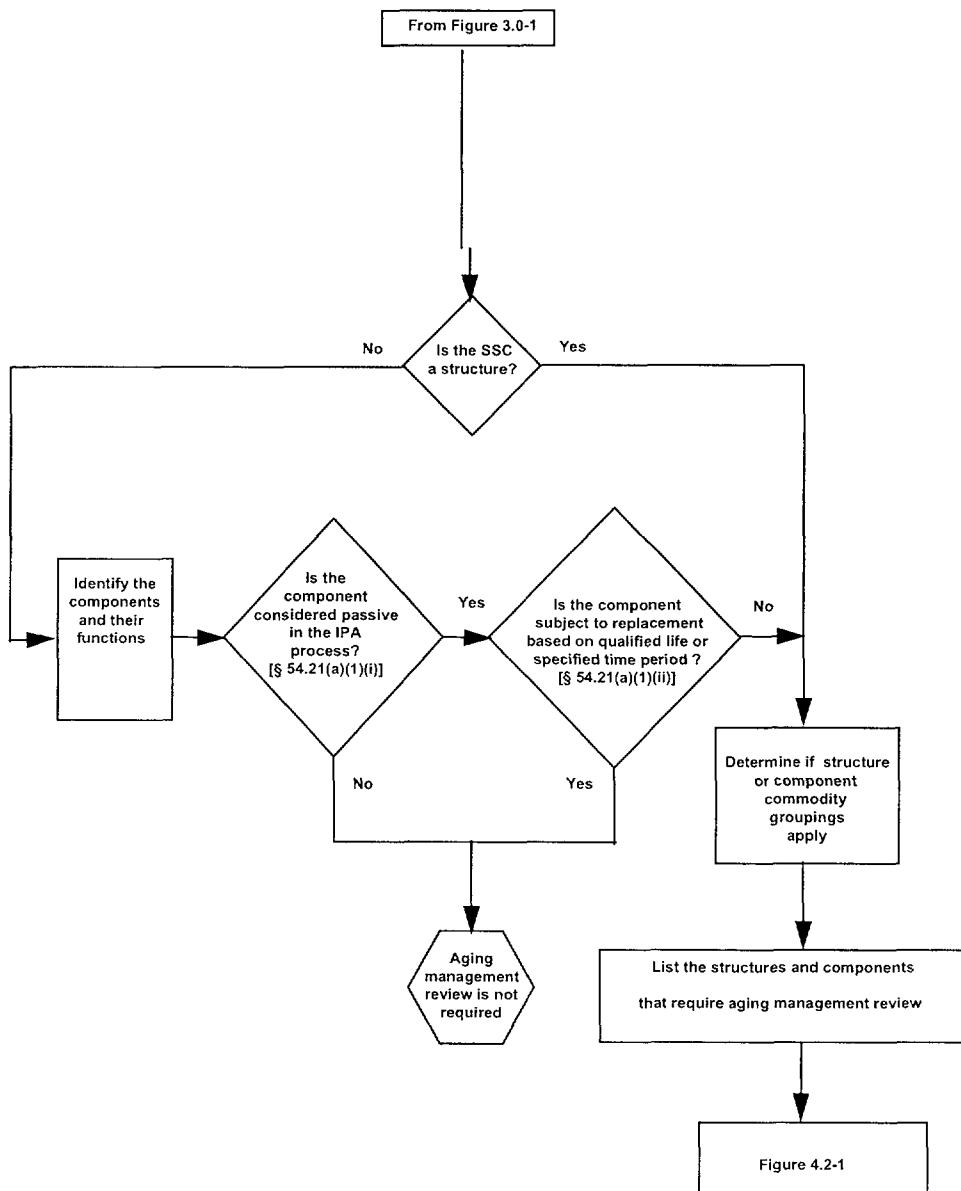 From Figure 3.0-1
No
Is the SSC
a structure?
Yes
Identify the
components
and their
functions
Is the
component
considered passive
in the IPA
process?
[§ 54.21(a)(1)(i)]
Yes
Is the component
subject to replacement
based on qualified life or
specified time period ?
[§ 54.21(a)(1)(ii)]
No
No
Yes
Determine if structure
or component
commodity
groupings
apply
Aging
management
review is not
required
List the structures and components
that require aging management review
Figure 4.2-1